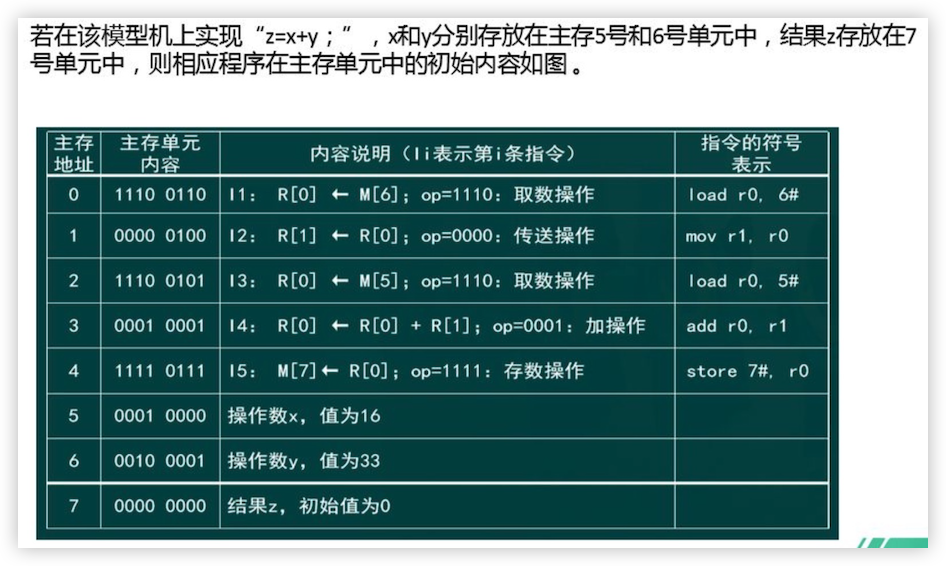 若在该模型机上实现“z=x+y；”，x和y分别存放在主存5号和6号单元中，结果z存放在7
号单元中，则相应程序在主存单元中的初始内容如图。
主存地址 主存单元内容 内容说明（Ii表示第i条指令） 指令的符号表示
0 1110 0110 I1： R[0] ← M[6]；op=1110：取数操作 load r0, 6#
1 0000 0100 I2： R[1] ← R[0]；op=0000：传送操作 mov r1, r0
2 1110 0101 I3： R[0] ← M[5]；op=1110：取数操作 load r0, 5#
3 0001 0001 I4： R[0] ← R[0] + R[1]；op=0001：加操作 add r0, r1
4 1111 0111 I5： M[7]← R[0]；op=1111：存数操作 store 7#, r0
5 0001 0000 操作数x，值为16
6 0010 0001 操作数y，值为33
7 0000 0000 结果z，初始值为0